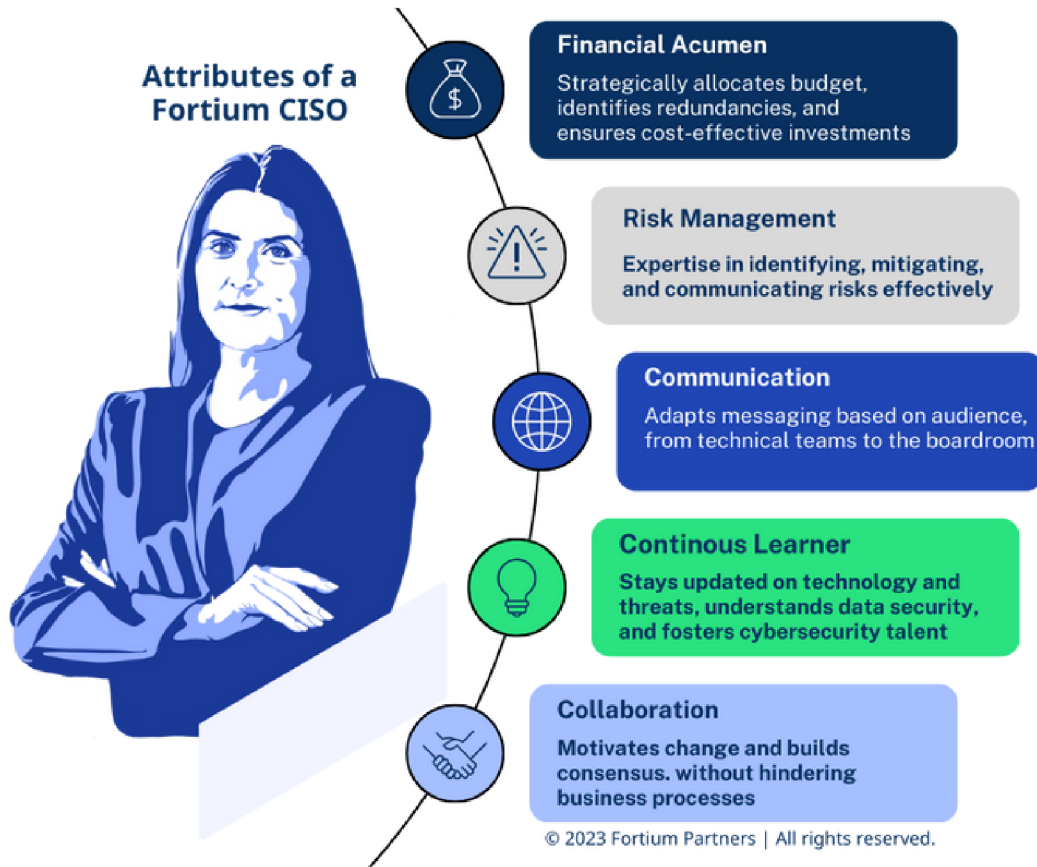 Attributes of a
Fortium CISO
$
Financial Acumen
Strategically allocates budget,
identifies redundancies, and
ensures cost-effective investments
Risk Management
Expertise in identifying, mitigating,
and communicating risks effectively
Communication
Adapts messaging based on audience,
from technical teams to the boardroom
Continous Learner
Stays updated on technology and
threats, understands data security,
and fosters cybersecurity talent
Collaboration
Motivates change and builds
consensus. without hindering
business processes
© 2023 Fortium Partners | All rights reserved.